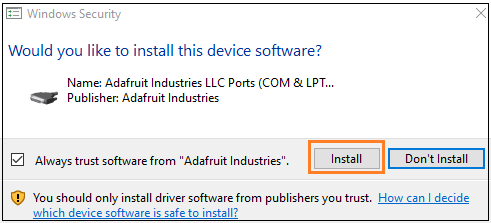 Windows Security
Would you like to install this device software?
Name: Adafruit Industries LLC Ports (COM & LPT...
Publisher: Adafruit Industries
Always trust software from "Adafruit Industries".
Install
Don't Install
You should only install driver software from publishers you trust. How can I decide
which device software is safe to install?